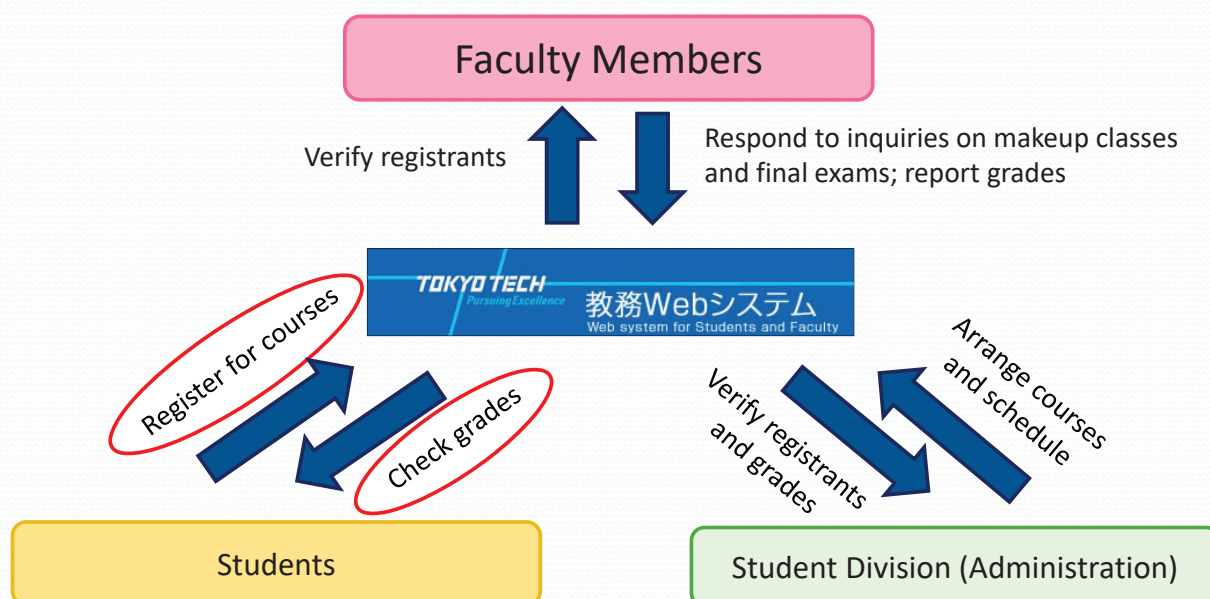 Faculty Members
Verify registrants
Respond to inquiries on makeup classes
and final exams; report grades
TOKYO TECH
Pursuing Excellence
教務Webシステム
Web system for Students and Faculty
Register for courses
Check grades
Verify registrants
and grades
Arrange courses
and schedule
Students
Student Division (Administration)